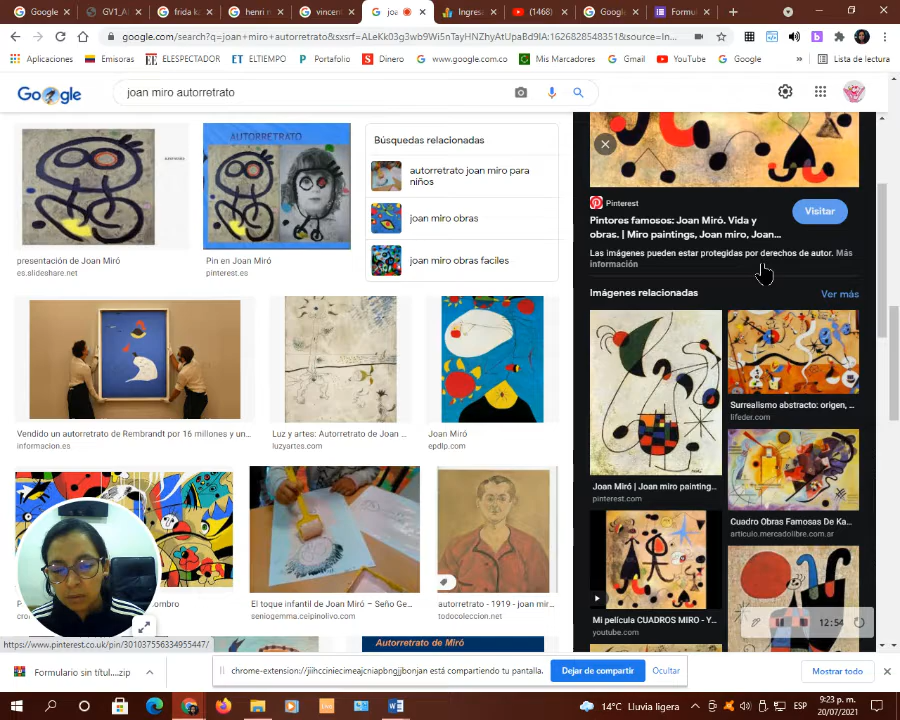 Google
GV1_A
frida k
henri n
vincent
joa
Ingresa
(1468)
Google
Formul
google.com/search?q=joan+miro+autorretrato&sxsrf=ALeKk03g3wb9Wi5nTayHNZhyAtUpaBd9IA:1626828548351&source=ln...
Aplicaciones
Emisoras
ELESPECTADOR
ELTIEMPO
Portafolio
Dinero
www.google.com.co
Mis Marcadores
Gmail
YouTube
Google
»
Lista de lectura
Google
joan miro autorretrato
AUTORRETRATO
presentación de Joan Miró
es.slideshare.net
Pin en Joan Miró
pinterest.es
Búsquedas relacionadas
autorretrato joan miro para
niños
joan miro obras
joan miro obras faciles
Vendido un autorretrato de Rembrandt por 16 millones y un...
informacion.es
Luz y artes: Autorretrato de Joan ...
luzyartes.com
Joan Miró
epdlp.com
ombro
El toque infantil de Joan Miró – Seño Ge...
seniogemma.ceipinolivo.com
autorretrato - 1919 - joan mir...
todocoleccion.net
Autorretrato de Miró
Pinterest
Pintores famosos: Joan Miró. Vida y
obras. | Miro paintings, Joan miro, Joan...
Visitar
Las imágenes pueden estar protegidas por derechos de autor. Más
información
Imágenes relacionadas
Ver más
Joan Miró | Joan miro painting...
pinterest.com
Surrealismo abstracto: origen, ...
lifeder.com
Cuadro Obras Famosas De Ka...
articulo.mercadolibre.com.ar
Mi película CUADROS MIRO - Y...
youtube.com
12:54
https://www.pinterest.co.uk/pin/301037556334955447/
Formulario sin títul....zip
chrome-extension://jiihcciniecimeajcniapbngjjbonjan está compartiendo tu pantalla.
Dejar de compartir
Ocultar
Mostrar todo
14°C Lluvia ligera
ESP
9:23 p. m.
20/07/2021